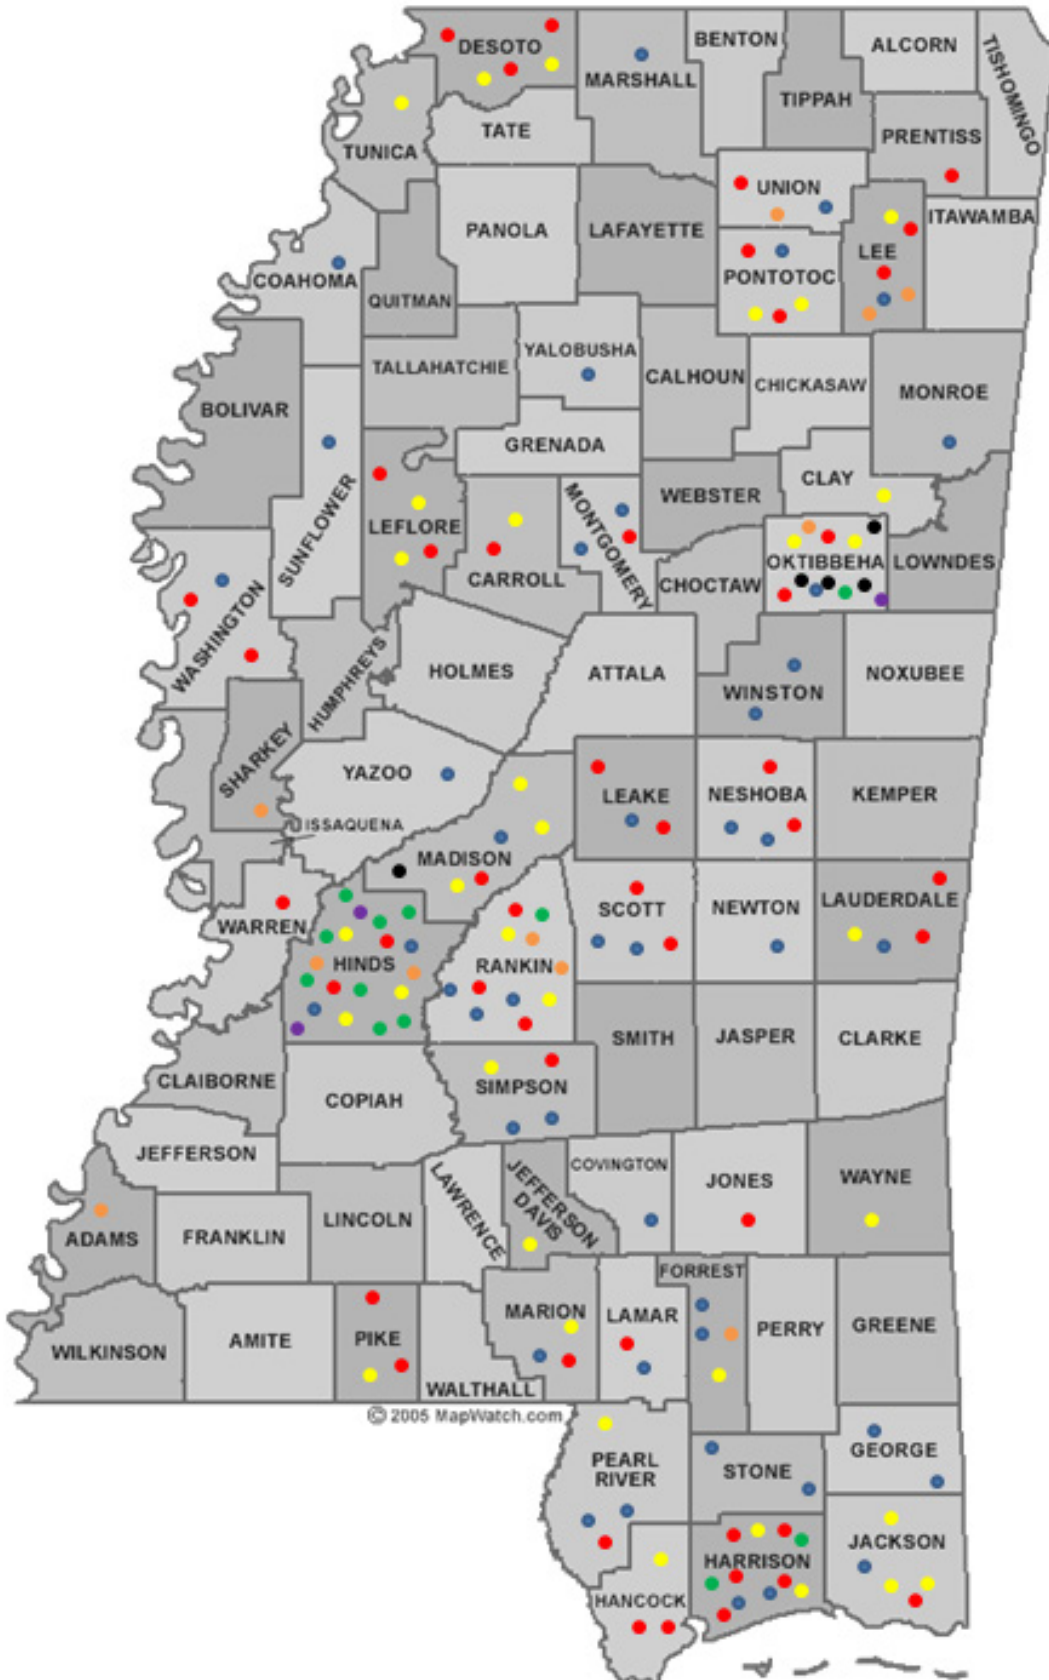 DESOTO
BENTON
ALCORN
TISHOMINGO
MARSHALL
TIPPAH
TATE
PRENTISS
TUNICA
UNION
PANOLA
LAFAYETTE
ITAWAMBA
LEE
PONTOTOC
COAHOMA
QUITMAN
YALOBUSHA
TALLAHATCHIE
CALHOUN
CHICKASAW
MONROE
BOLIVAR
GRENADA
CLAY
SUNFLOWER
LEFLORE
MONTGOMERY
WEBSTER
CARROLL
CHOCTAW
OKTIBBEHA
LOWNDES
WASHINGTON
HUMPHREYS
HOLMES
ATTALA
WINSTON
NOXUBEE
SHARKEY
YAZOO
LEAKE
NESHOBA
KEMPER
ISSAQUENA
MADISON
WARREN
SCOTT
NEWTON
LAUDERDALE
HINDS
RANKIN
SMITH
JASPER
CLARKE
CLAIBORNE
SIMPSON
COPIAH
JEFFERSON
LAWRENCE
JEFFERSON
DAVIS
COVINGTON
JONES
WAYNE
ADAMS
FRANKLIN
LINCOLN
FORREST
WILKINSON
AMITE
PIKE
MARION
LAMAR
PERRY
GREENE
WALTHALL
© 2005 MapWatch.com
PEARL
RIVER
STONE
GEORGE
HARRISON
JACKSON
HANCOCK